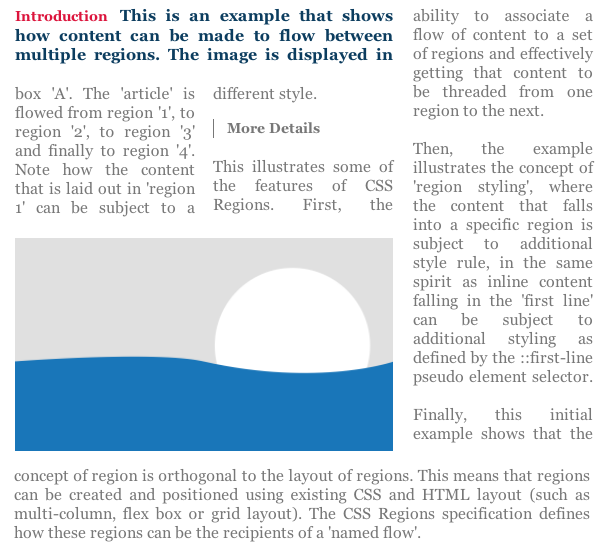 Introduction This is an example that shows
how content can be made to flow between
multiple regions. The image is displayed in
box 'A'. The 'article' is
flowed from region '1', to
region '2', to region '3'
and finally to region '4'.
Note how the content
that is laid out in 'region
1' can be subject to a
different style.
More Details
This illustrates some of
the features of CSS
Regions. First, the
ability to associate a
flow of content to a set
of regions and effectively
getting that content to
be threaded from one
region to the next.
Then, the example
illustrates the concept of
'region styling', where
the content that falls
into a specific region is
subject to additional
style rule, in the same
spirit as inline content
falling in the 'first line'
can be subject to
additional styling as
defined by the ::first-line
pseudo element selector.
Finally, this initial
example shows that the
concept of region is orthogonal to the layout of regions. This means that regions
can be created and positioned using existing CSS and HTML layout (such as
multi-column, flex box or grid layout). The CSS Regions specification defines
how these regions can be the recipients of a 'named flow'.